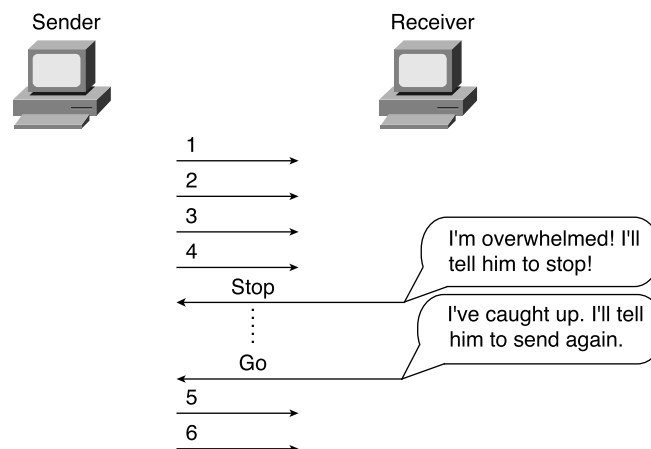 Sender
Receiver
1
2
3
4
I'm overwhelmed! I'll
tell him to stop!
Stop
I've caught up. I'll tell
him to send again.
Go
5
6